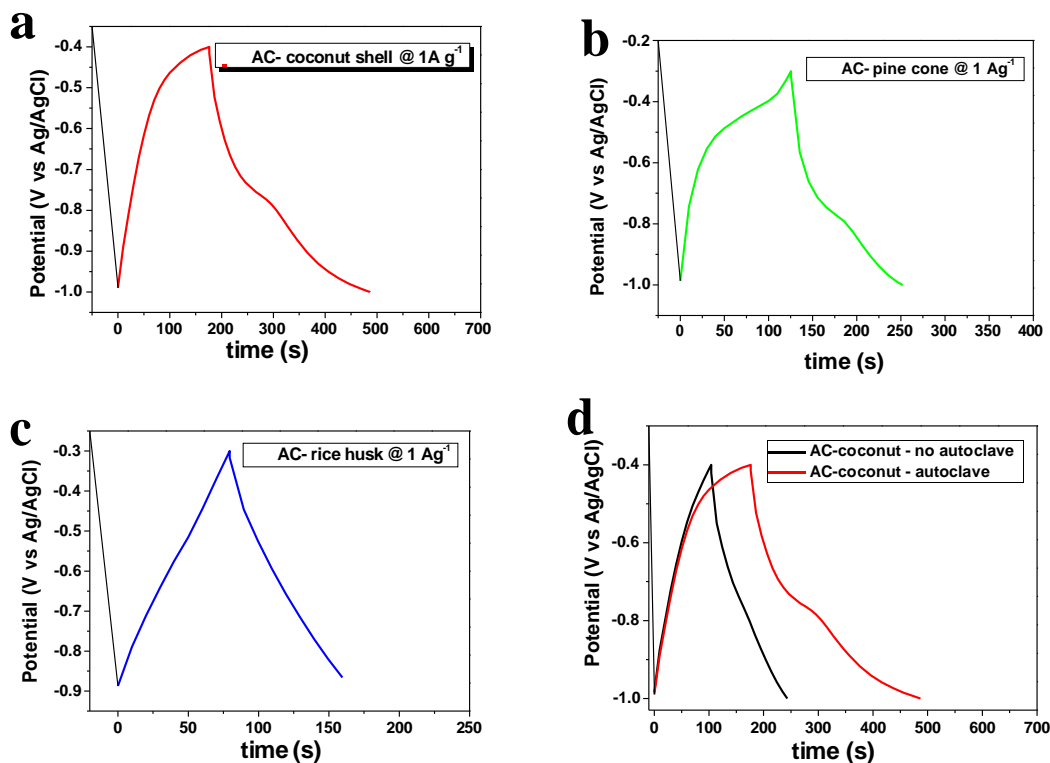 a
AC- coconut shell @ 1A g-1
-0.4
-0.5
-0.6
-0.7
-0.8
-0.9
-1.0
Potential (V vs Ag/AgCl)
0 100 200 300 400 500 600 700
time (s)
b
AC- pine cone @ 1 Ag-1
-0.2
-0.4
-0.6
-0.8
-1.0
Potential (V vs Ag/AgCl)
0 50 100 150 200 250 300 350 400
time (s)
c
AC- rice husk @ 1 Ag-1
-0.3
-0.4
-0.5
-0.6
-0.7
-0.8
-0.9
Potential (V vs Ag/AgCl)
0 50 100 150 200 250
time (s)
d
AC-coconut - no autoclave
AC-coconut - autoclave
-0.4
-0.6
-0.8
-1.0
Potential (V vs Ag/AgCl)
0 100 200 300 400 500 600 700
time (s)